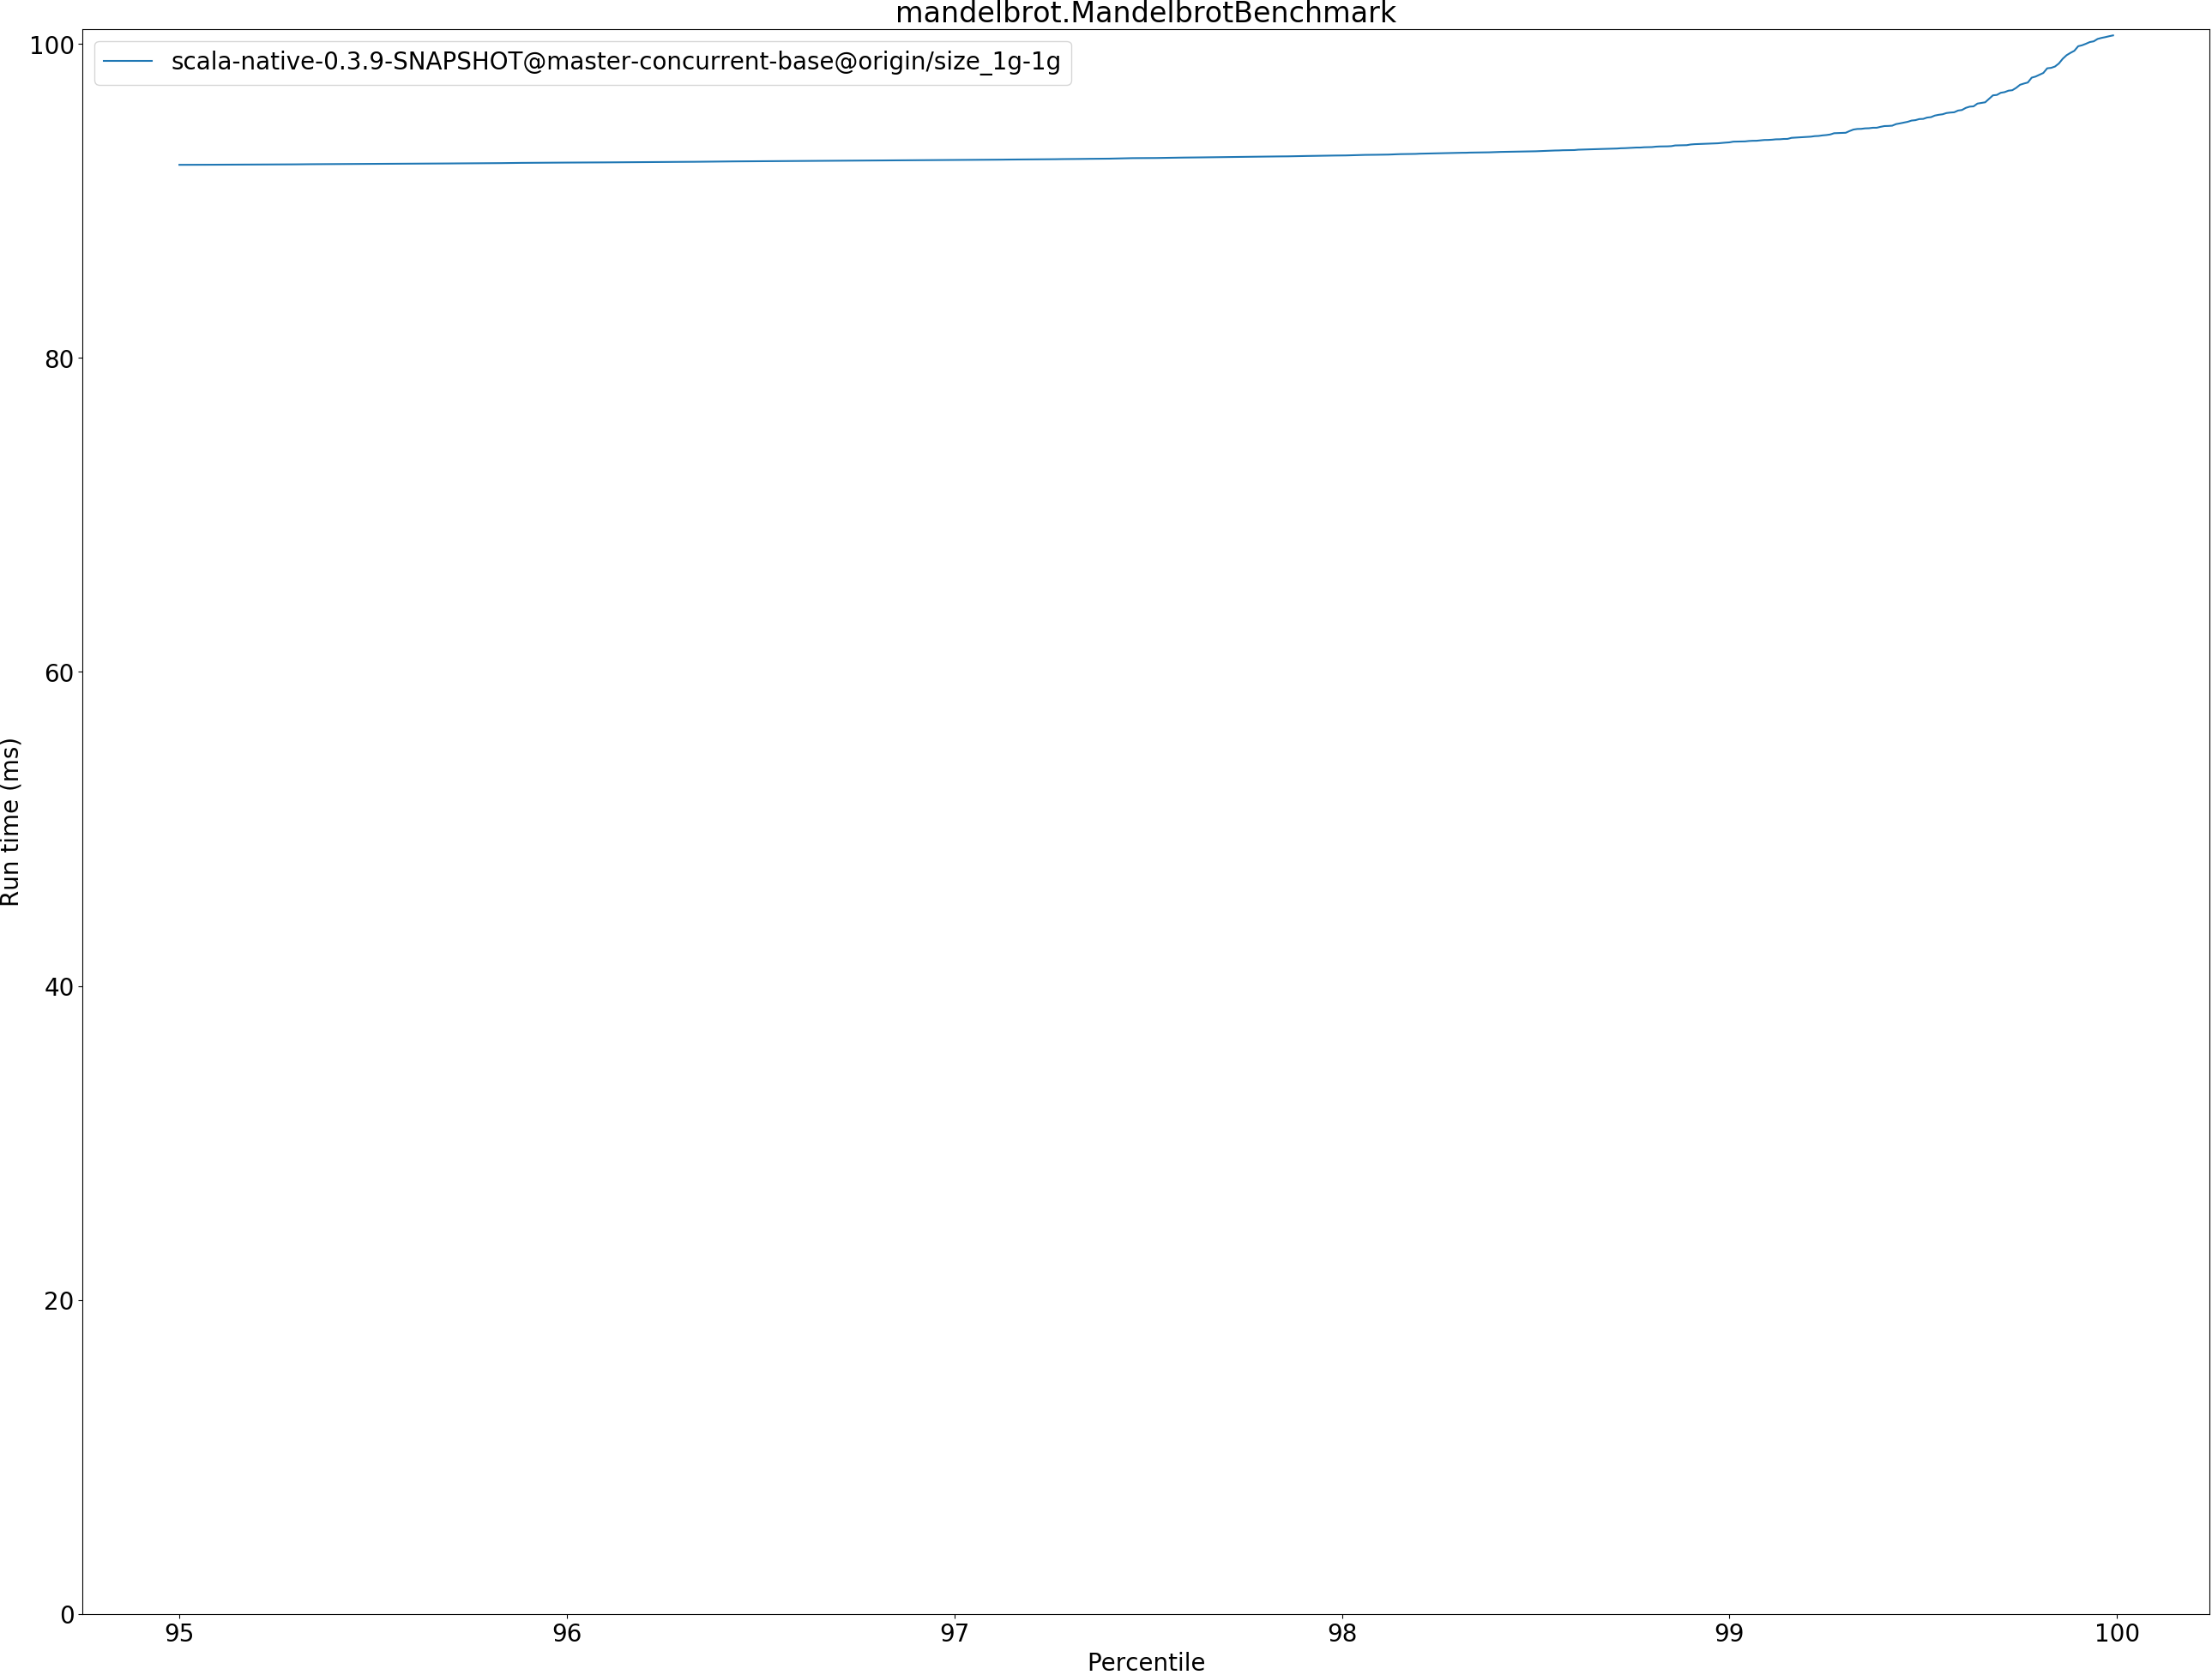 mandelbrot.MandelbrotBenchmark
scala-native-0.3.9-SNAPSHOT@master-concurrent-base@origin/size_1g-1g
100
80
60
40
20
0
Run time (ms)
95 96 97 98 99 100
Percentile